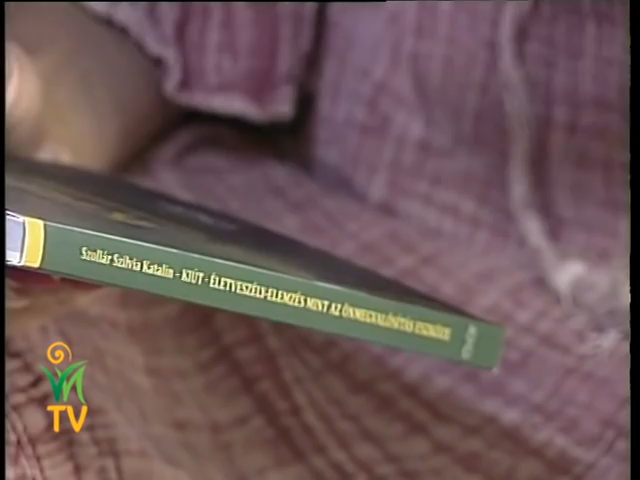 Szollár Szilvia Katalin - KIÚT - ÉLETVESZÉLY-ELEMZÉS MINT AZ ÖNMEGVALÓSÍTÁS ESZKÖZE
TV